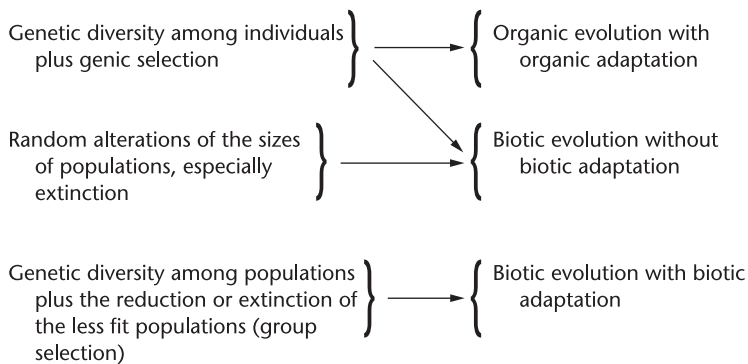 Genetic diversity among individuals
plus genic selection
Organic evolution with
organic adaptation
Random alterations of the sizes
of populations, especially
extinction
Biotic evolution without
biotic adaptation
Genetic diversity among populations
plus the reduction or extinction of
the less fit populations (group
selection)
Biotic evolution with biotic
adaptation